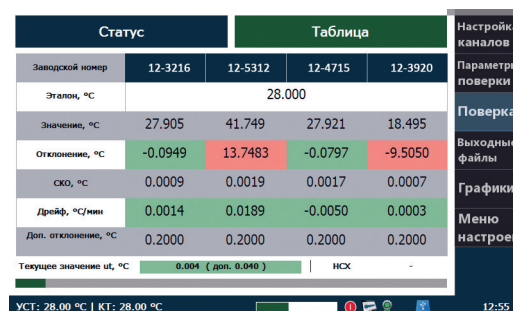 Статус Таблица
Заводской номер 12-3216 12-5312 12-4715 12-3920
Эталон, °C 28.000
Значение, °C 27.905 41.749 27.921 18.495
Отклонение, °C -0.0949 13.7483 -0.0797 -9.5050
СКО, °C 0.0009 0.0019 0.0017 0.0007
Дрейф, °C/мин 0.0014 0.0189 -0.0050 0.0003
Доп. отклонение, °C 0.2000 0.2000 0.2000 0.2000
Текущее значение ut, °C 0.004 ( доп. 0.040 ) НСХ -
Настройка
каналов
Параметры
поверки
Поверка
Выходные
файлы
Графики
Меню
настроек
УСТ: 28.00 °C | КТ: 28.00 °C 12:55